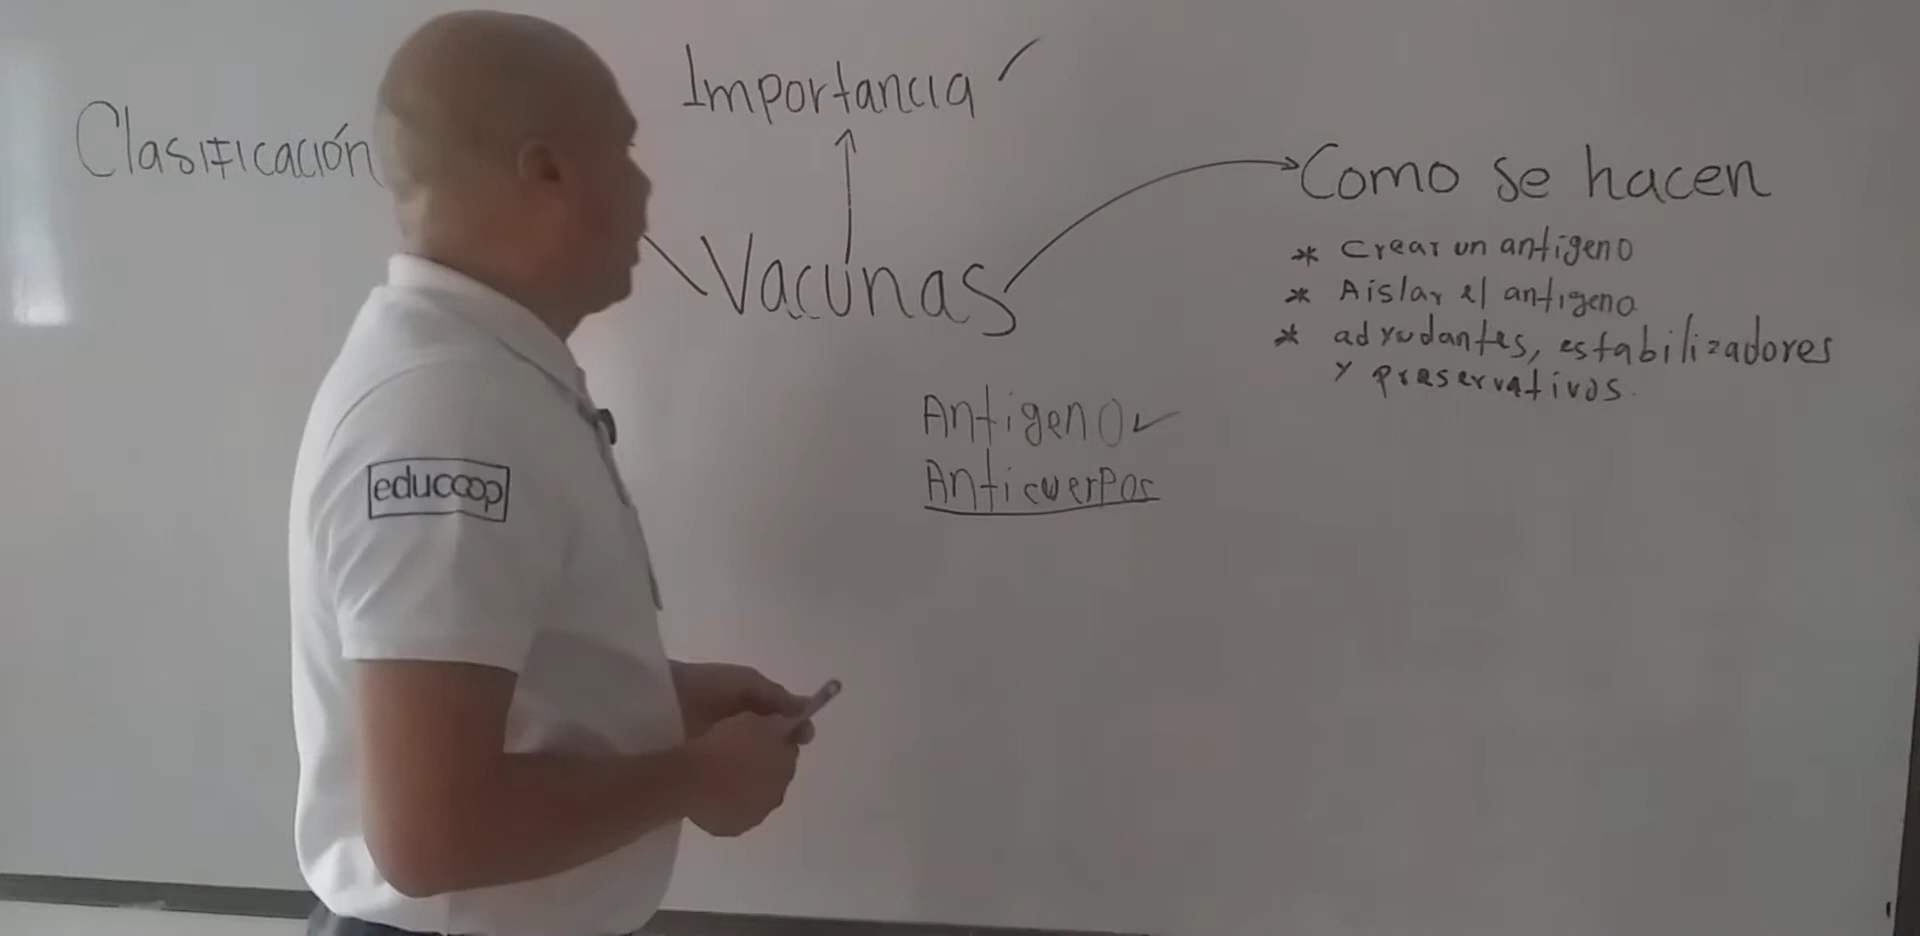 Importancia
Clasificación
Como se hacen
Vacunas
* Crear un antigeno
* Aislar el antigeno
* adyudantes, estabilizadores
y preservativos.
Antigeno
Anticuerpos
educoop